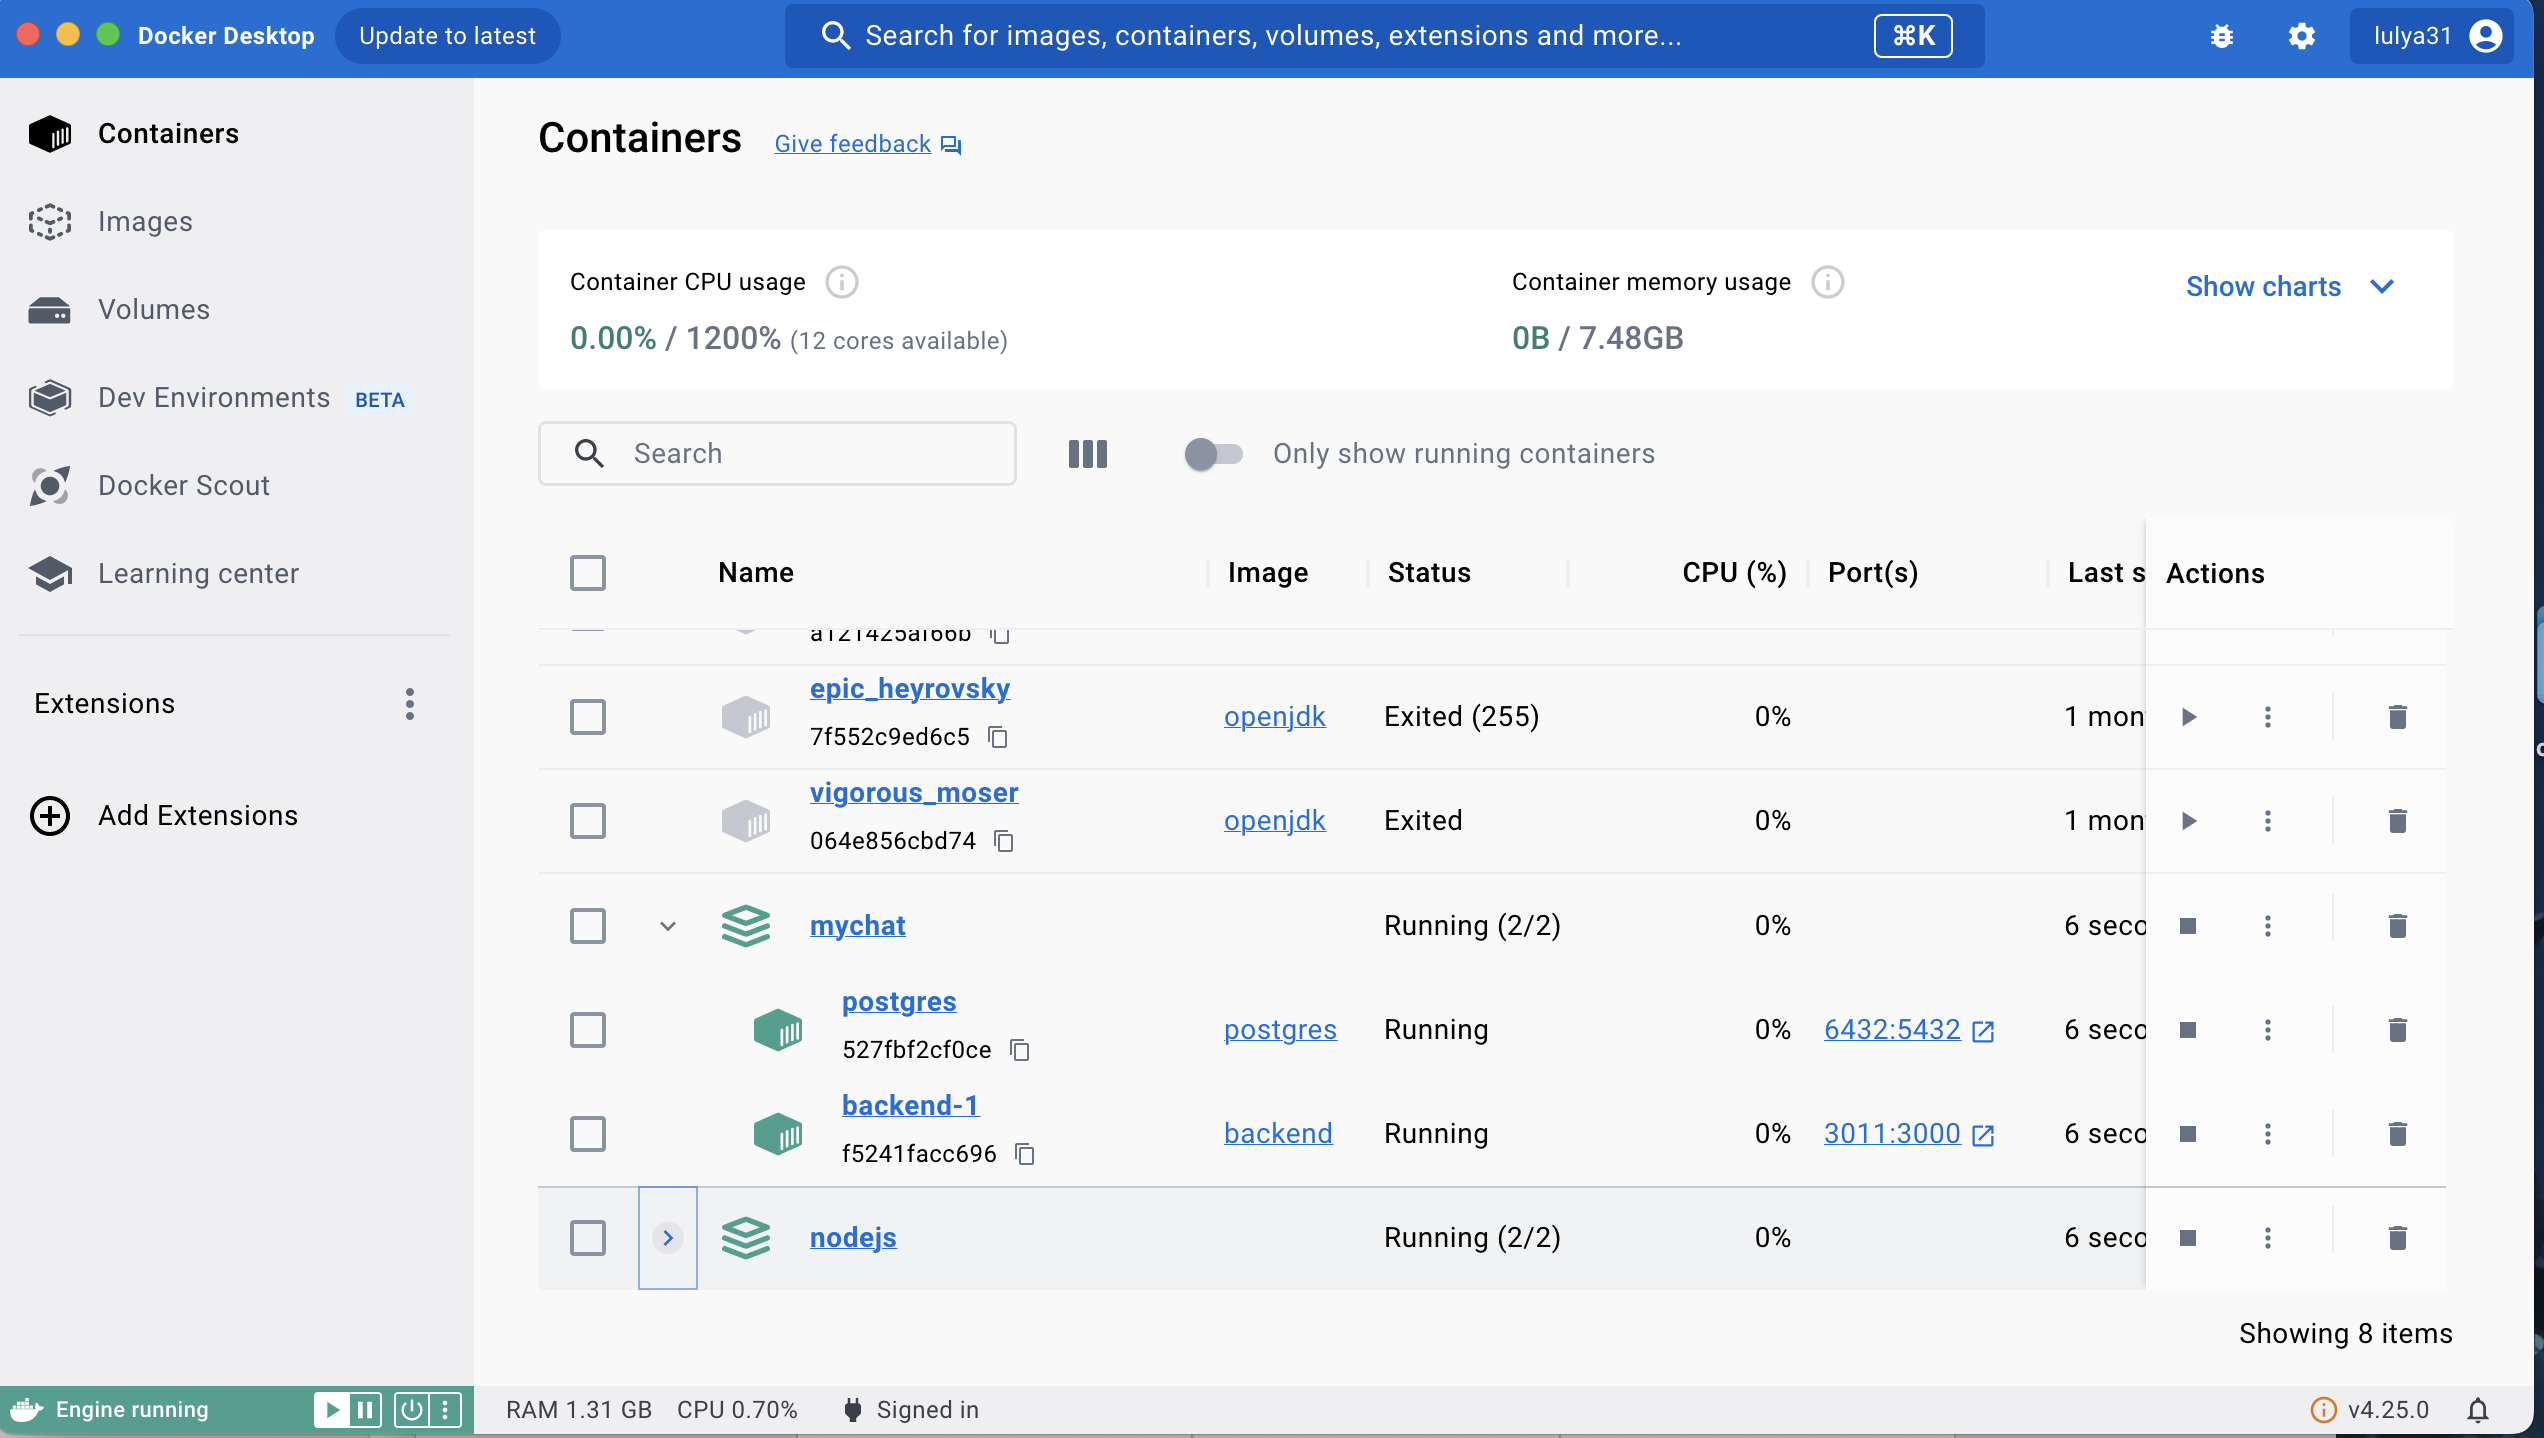 Docker Desktop
Update to latest
Search for images, containers, volumes, extensions and more...
⌘K
lulya31
Containers
Images
Volumes
Dev Environments BETA
Docker Scout
Learning center
Extensions
Add Extensions
Containers Give feedback
Container CPU usage
0.00% / 1200% (12 cores available)
Container memory usage
0B / 7.48GB
Show charts
Search
Only show running containers
Name Image Status CPU (%) Port(s) Last s Actions
a121425af66b
epic_heyrovsky
7f552c9ed6c5
openjdk Exited (255) 0% 1 mon
vigorous_moser
064e856cbd74
openjdk Exited 0% 1 mon
mychat Running (2/2) 0% 6 seco
postgres
527fbf2cf0ce
postgres Running 0% 6432:5432 6 seco
backend-1
f5241facc696
backend Running 0% 3011:3000 6 seco
nodejs Running (2/2) 0% 6 seco
Showing 8 items
Engine running
RAM 1.31 GB CPU 0.70% Signed in
v4.25.0